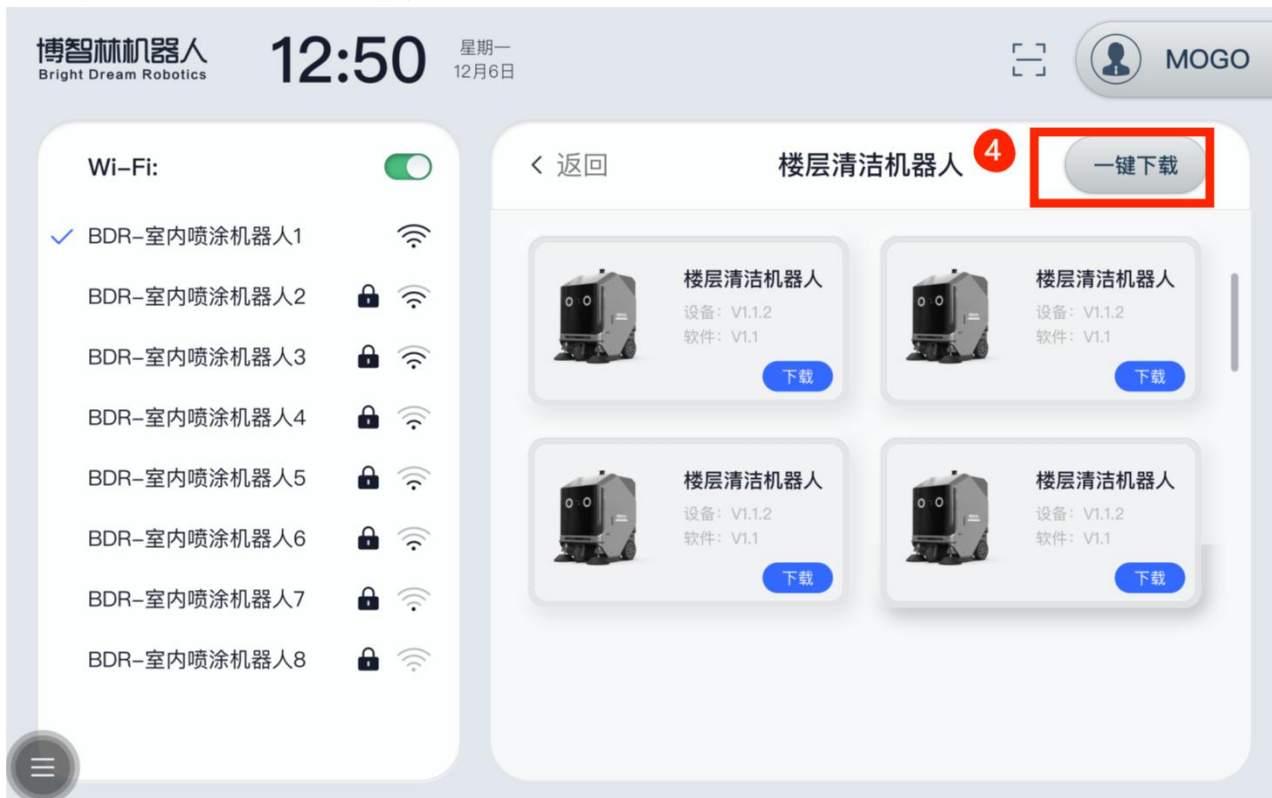 博智林机器人
Bright Dream Robotics
12:50
星期一
12月6日
MOGO
Wi-Fi:
BDR-室内喷涂机器人1
BDR-室内喷涂机器人2
BDR-室内喷涂机器人3
BDR-室内喷涂机器人4
BDR-室内喷涂机器人5
BDR-室内喷涂机器人6
BDR-室内喷涂机器人7
BDR-室内喷涂机器人8
返回
楼层清洁机器人
4
一键下载
楼层清洁机器人
设备：V1.1.2
软件：V1.1
下载
楼层清洁机器人
设备：V1.1.2
软件：V1.1
下载
楼层清洁机器人
设备：V1.1.2
软件：V1.1
下载
楼层清洁机器人
设备：V1.1.2
软件：V1.1
下载